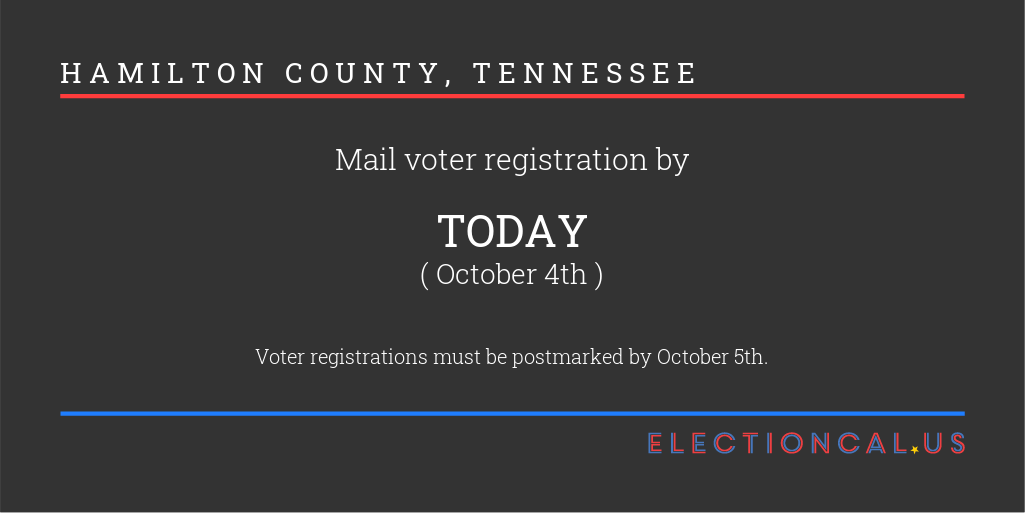 HAMILTON COUNTY, TENNESSEE
Mail voter registration by
TODAY
( October 4th )
Voter registrations must be postmarked by October 5th.
ELECTIONCAL.US